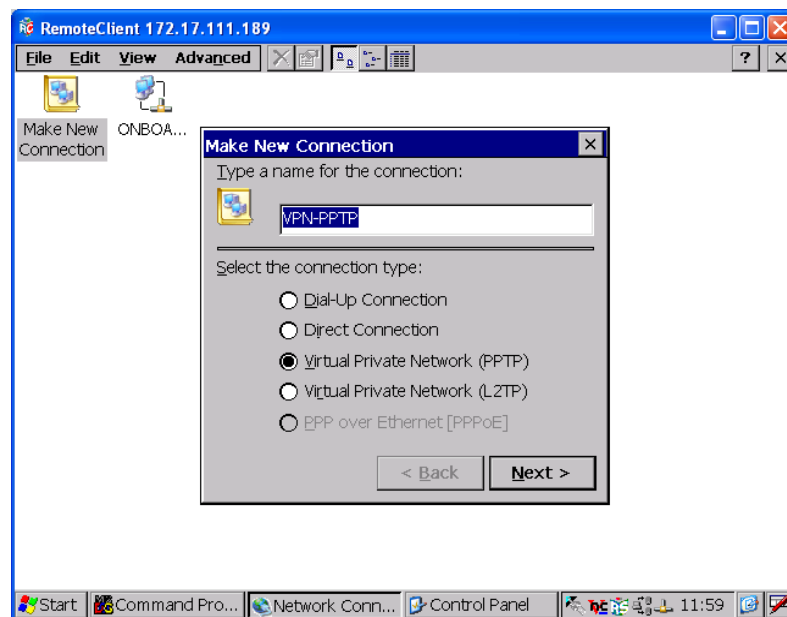 RemoteClient 172.17.111.189
File Edit View Advanced ?
Make New Connection
ONBOA...
Make New Connection
Type a name for the connection:
VPN-PPTP
Select the connection type:
Dial-Up Connection
Direct Connection
Virtual Private Network (PPTP)
Virtual Private Network (L2TP)
PPP over Ethernet [PPPoE]
< Back Next >
Start Command Pro... Network Conn... Control Panel 11:59